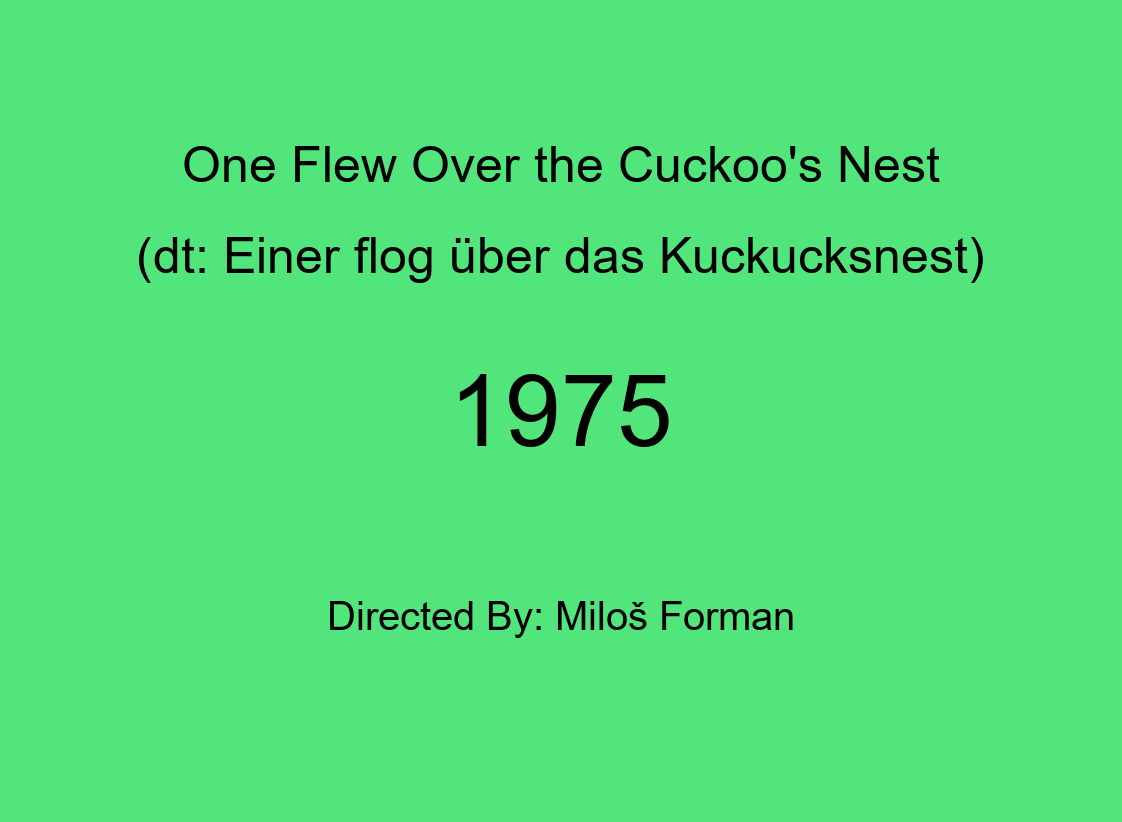 One Flew Over the Cuckoo's Nest
(dt: Einer flog über das Kuckucksnest)
1975
Directed By: Miloš Forman